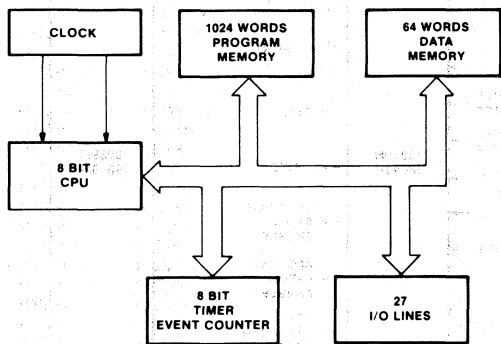 CLOCK
1024 WORDS
PROGRAM
MEMORY
64 WORDS
DATA
MEMORY
8 BIT
CPU
8 BIT
TIMER
EVENT COUNTER
27
I/O LINES